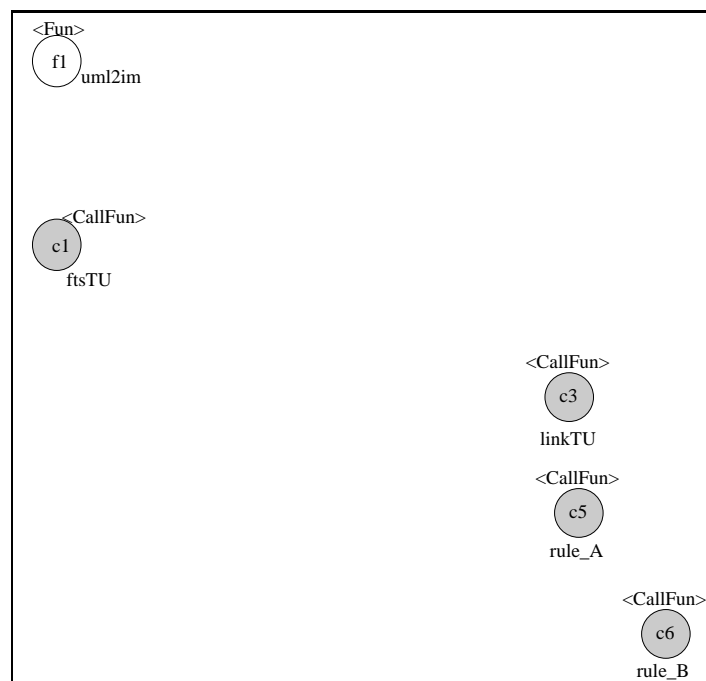 <Fun>
f1
uml2im
<CallFun>
c1
ftsTU
<CallFun>
c3
linkTU
<CallFun>
c5
rule_A
<CallFun>
c6
rule_B